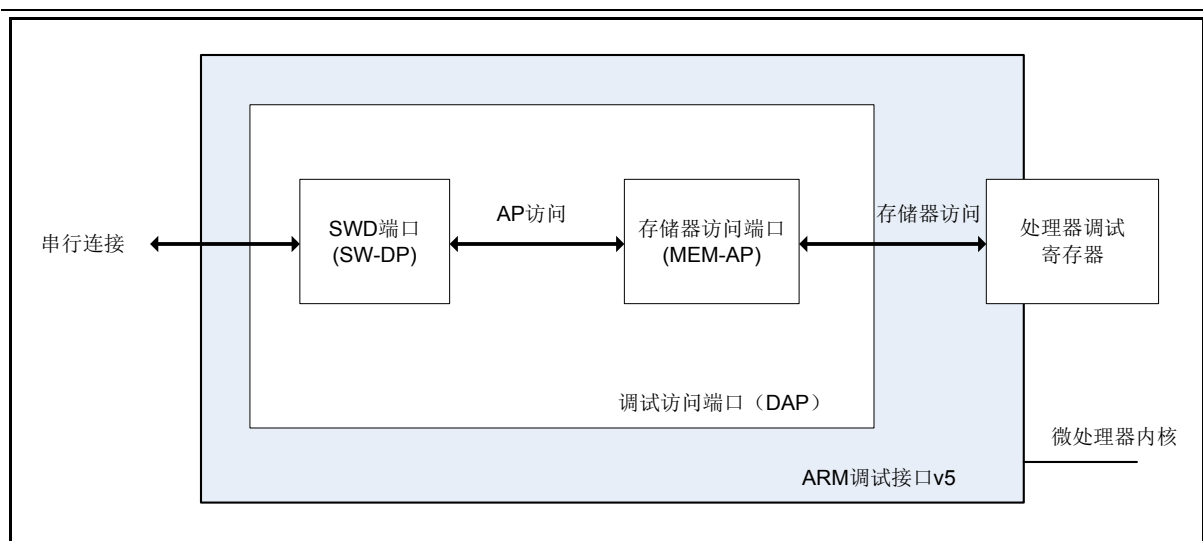 串行连接
SWD端口
(SW-DP)
AP访问
存储器访问端口
(MEM-AP)
存储器访问
处理器调试
寄存器
调试访问端口（DAP）
微处理器内核
ARM调试接口v5